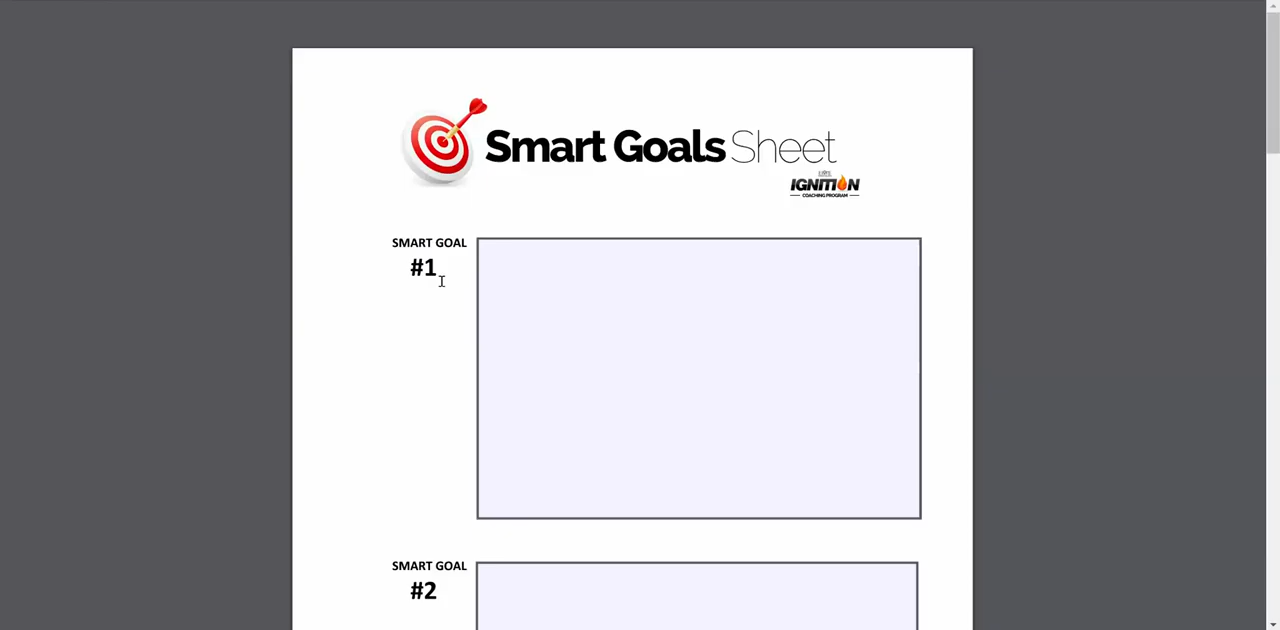 Smart Goals Sheet
IGNITION
COACHING PROGRAM
SMART GOAL
#1
SMART GOAL
#2